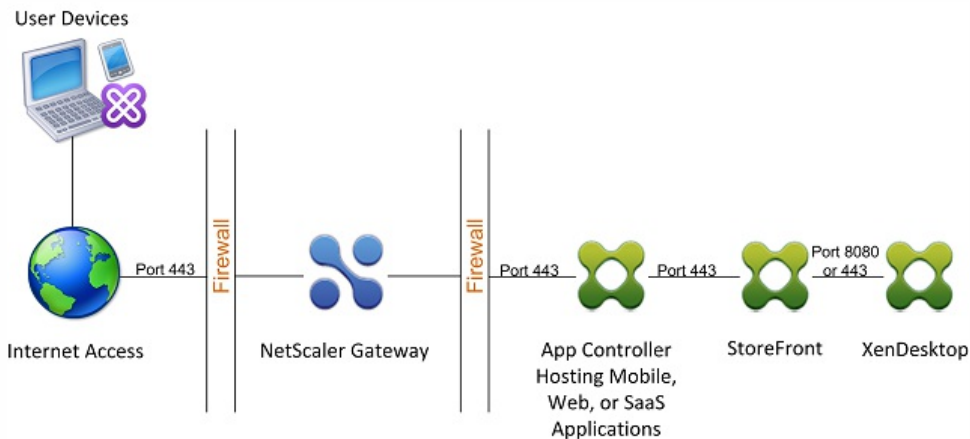 User Devices
Internet Access
Port 443
Firewall
NetScaler Gateway
Firewall
Port 443
App Controller
Hosting Mobile,
Web, or SaaS
Applications
Port 443
StoreFront
Port 8080
or 443
XenDesktop